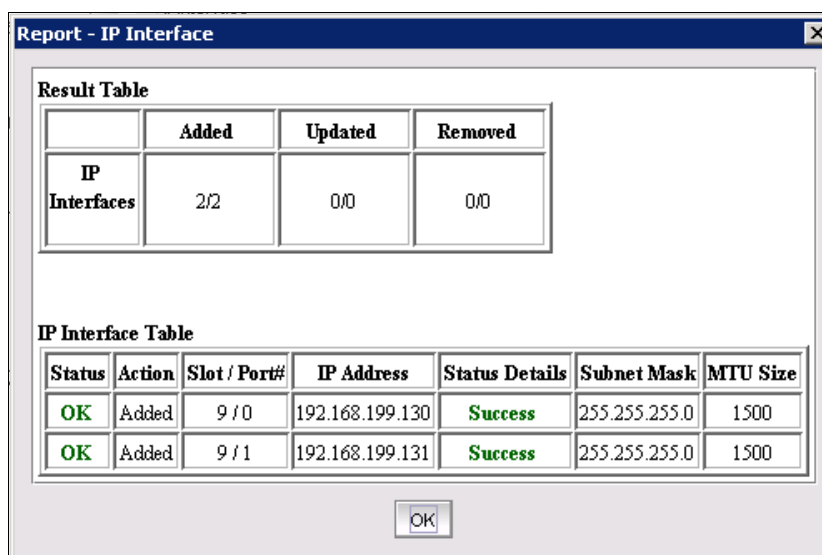 Report - IP Interface
Result Table
Added Updated Removed
IP Interfaces 2/2 0/0 0/0
IP Interface Table
Status Action Slot / Port# IP Address Status Details Subnet Mask MTU Size
OK Added 9 / 0 192.168.199.130 Success 255.255.255.0 1500
OK Added 9 / 1 192.168.199.131 Success 255.255.255.0 1500
OK